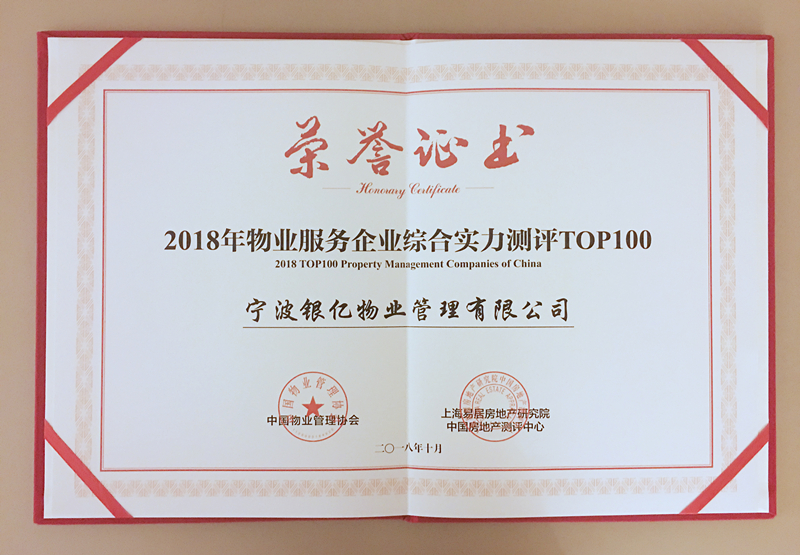 荣誉证书
Honorary Certificate
2018年物业服务企业综合实力测评TOP100
2018 TOP100 Property Management Companies of China
宁波银亿物业管理有限公司
中国物业管理协会
上海易居房地产研究院
中国房地产测评中心
二〇一八年十月